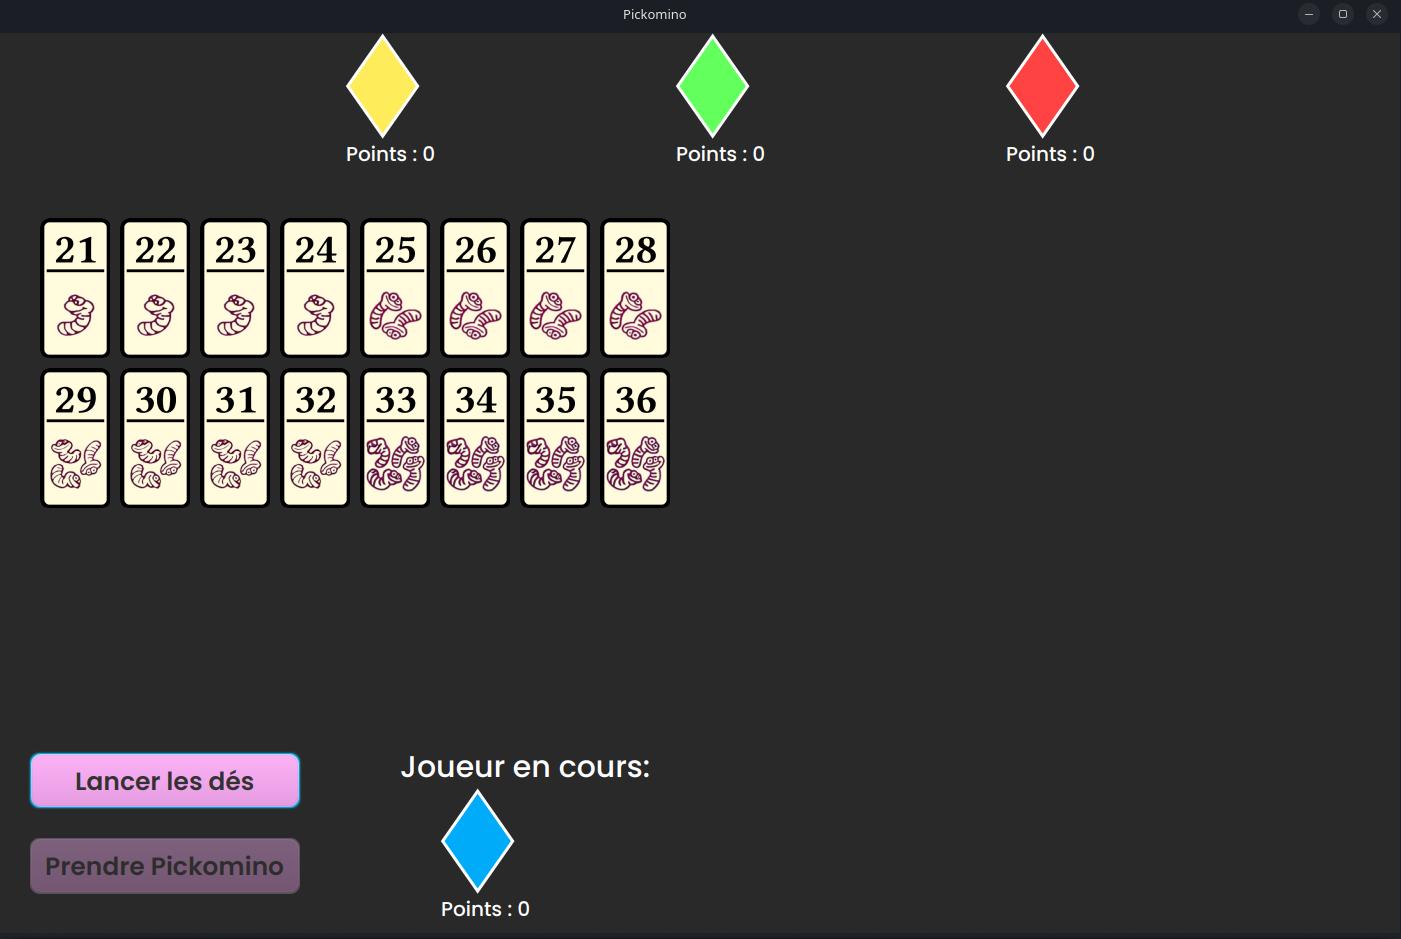 Pickomino
Points : 0
Points : 0
Points : 0
21 22 23 24 25 26 27 28
29 30 31 32 33 34 35 36
Lancer les dés
Joueur en cours:
Prendre Pickomino
Points : 0